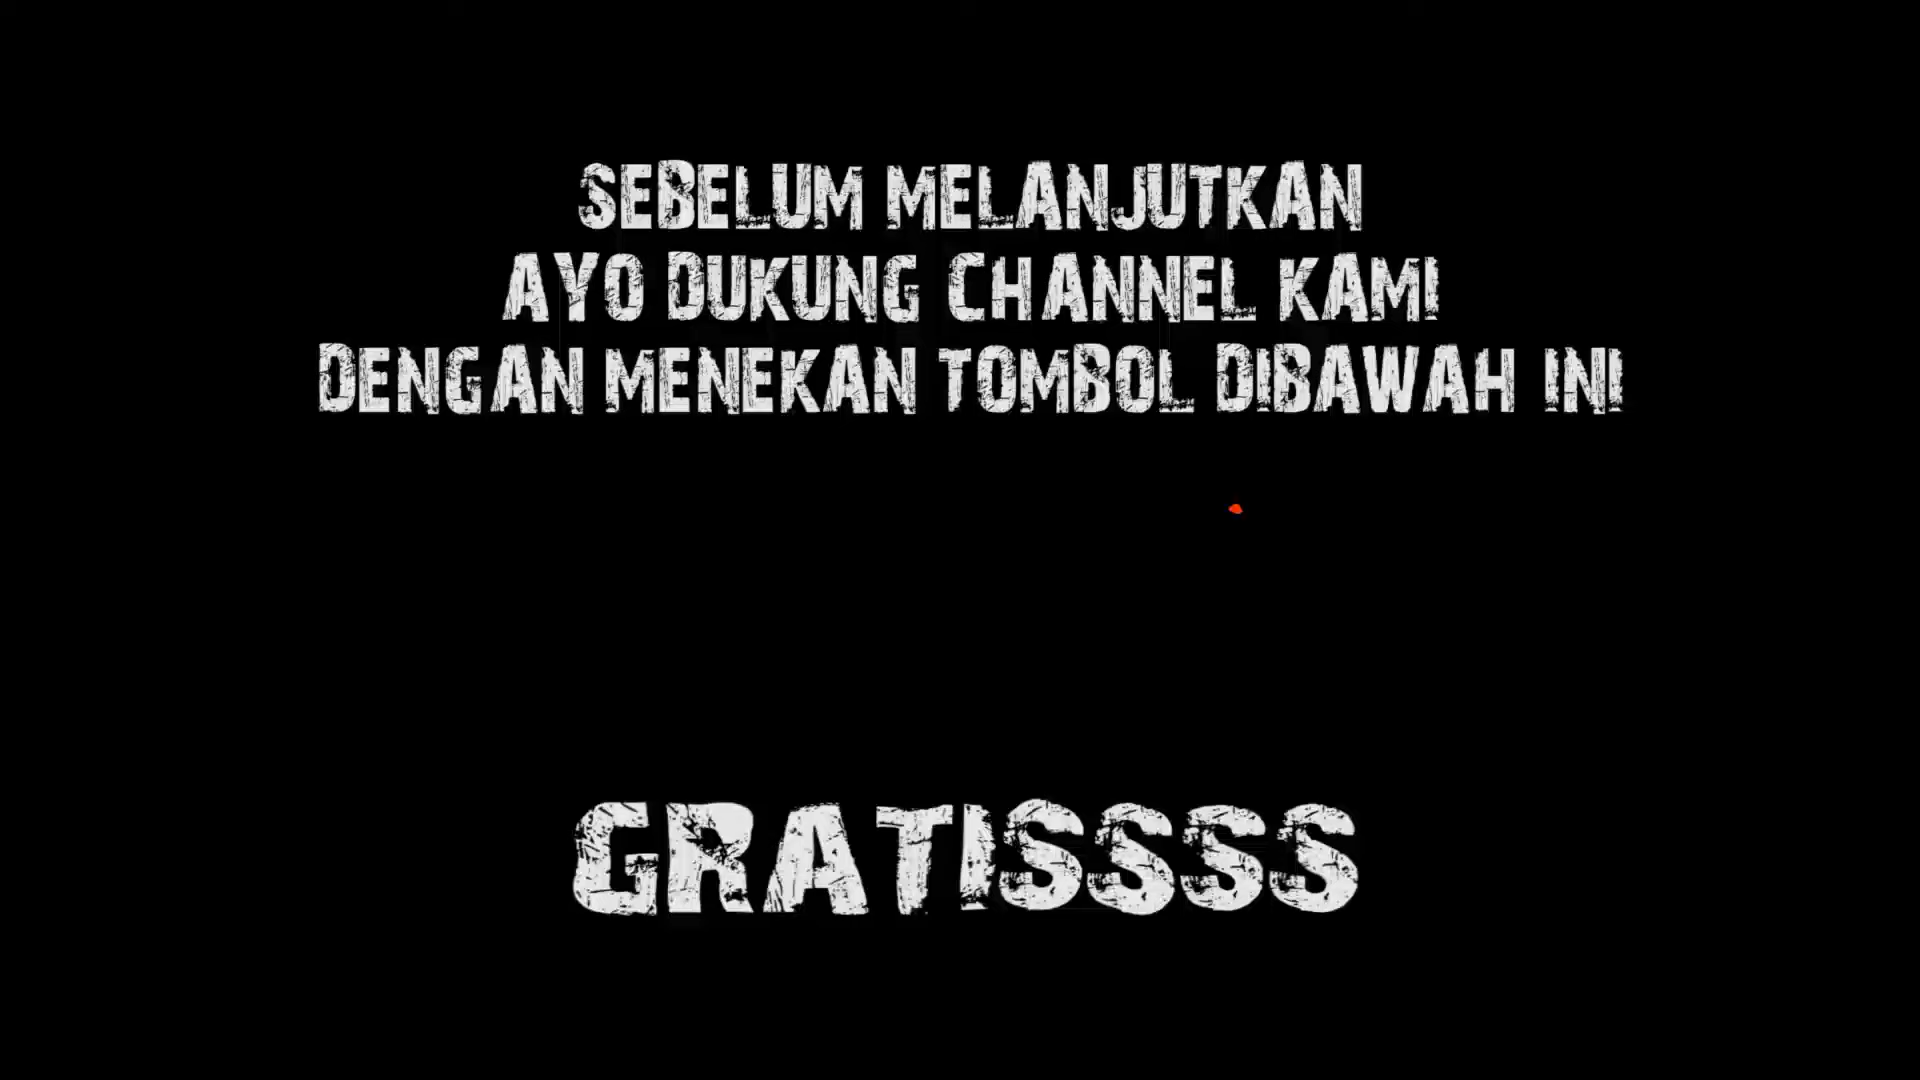 SEBELUM MELANJUTKAN
AYO DUKUNG CHANNEL KAMI
DENGAN MENEKAN TOMBOL DIBAWAH INI
GRATISSSS